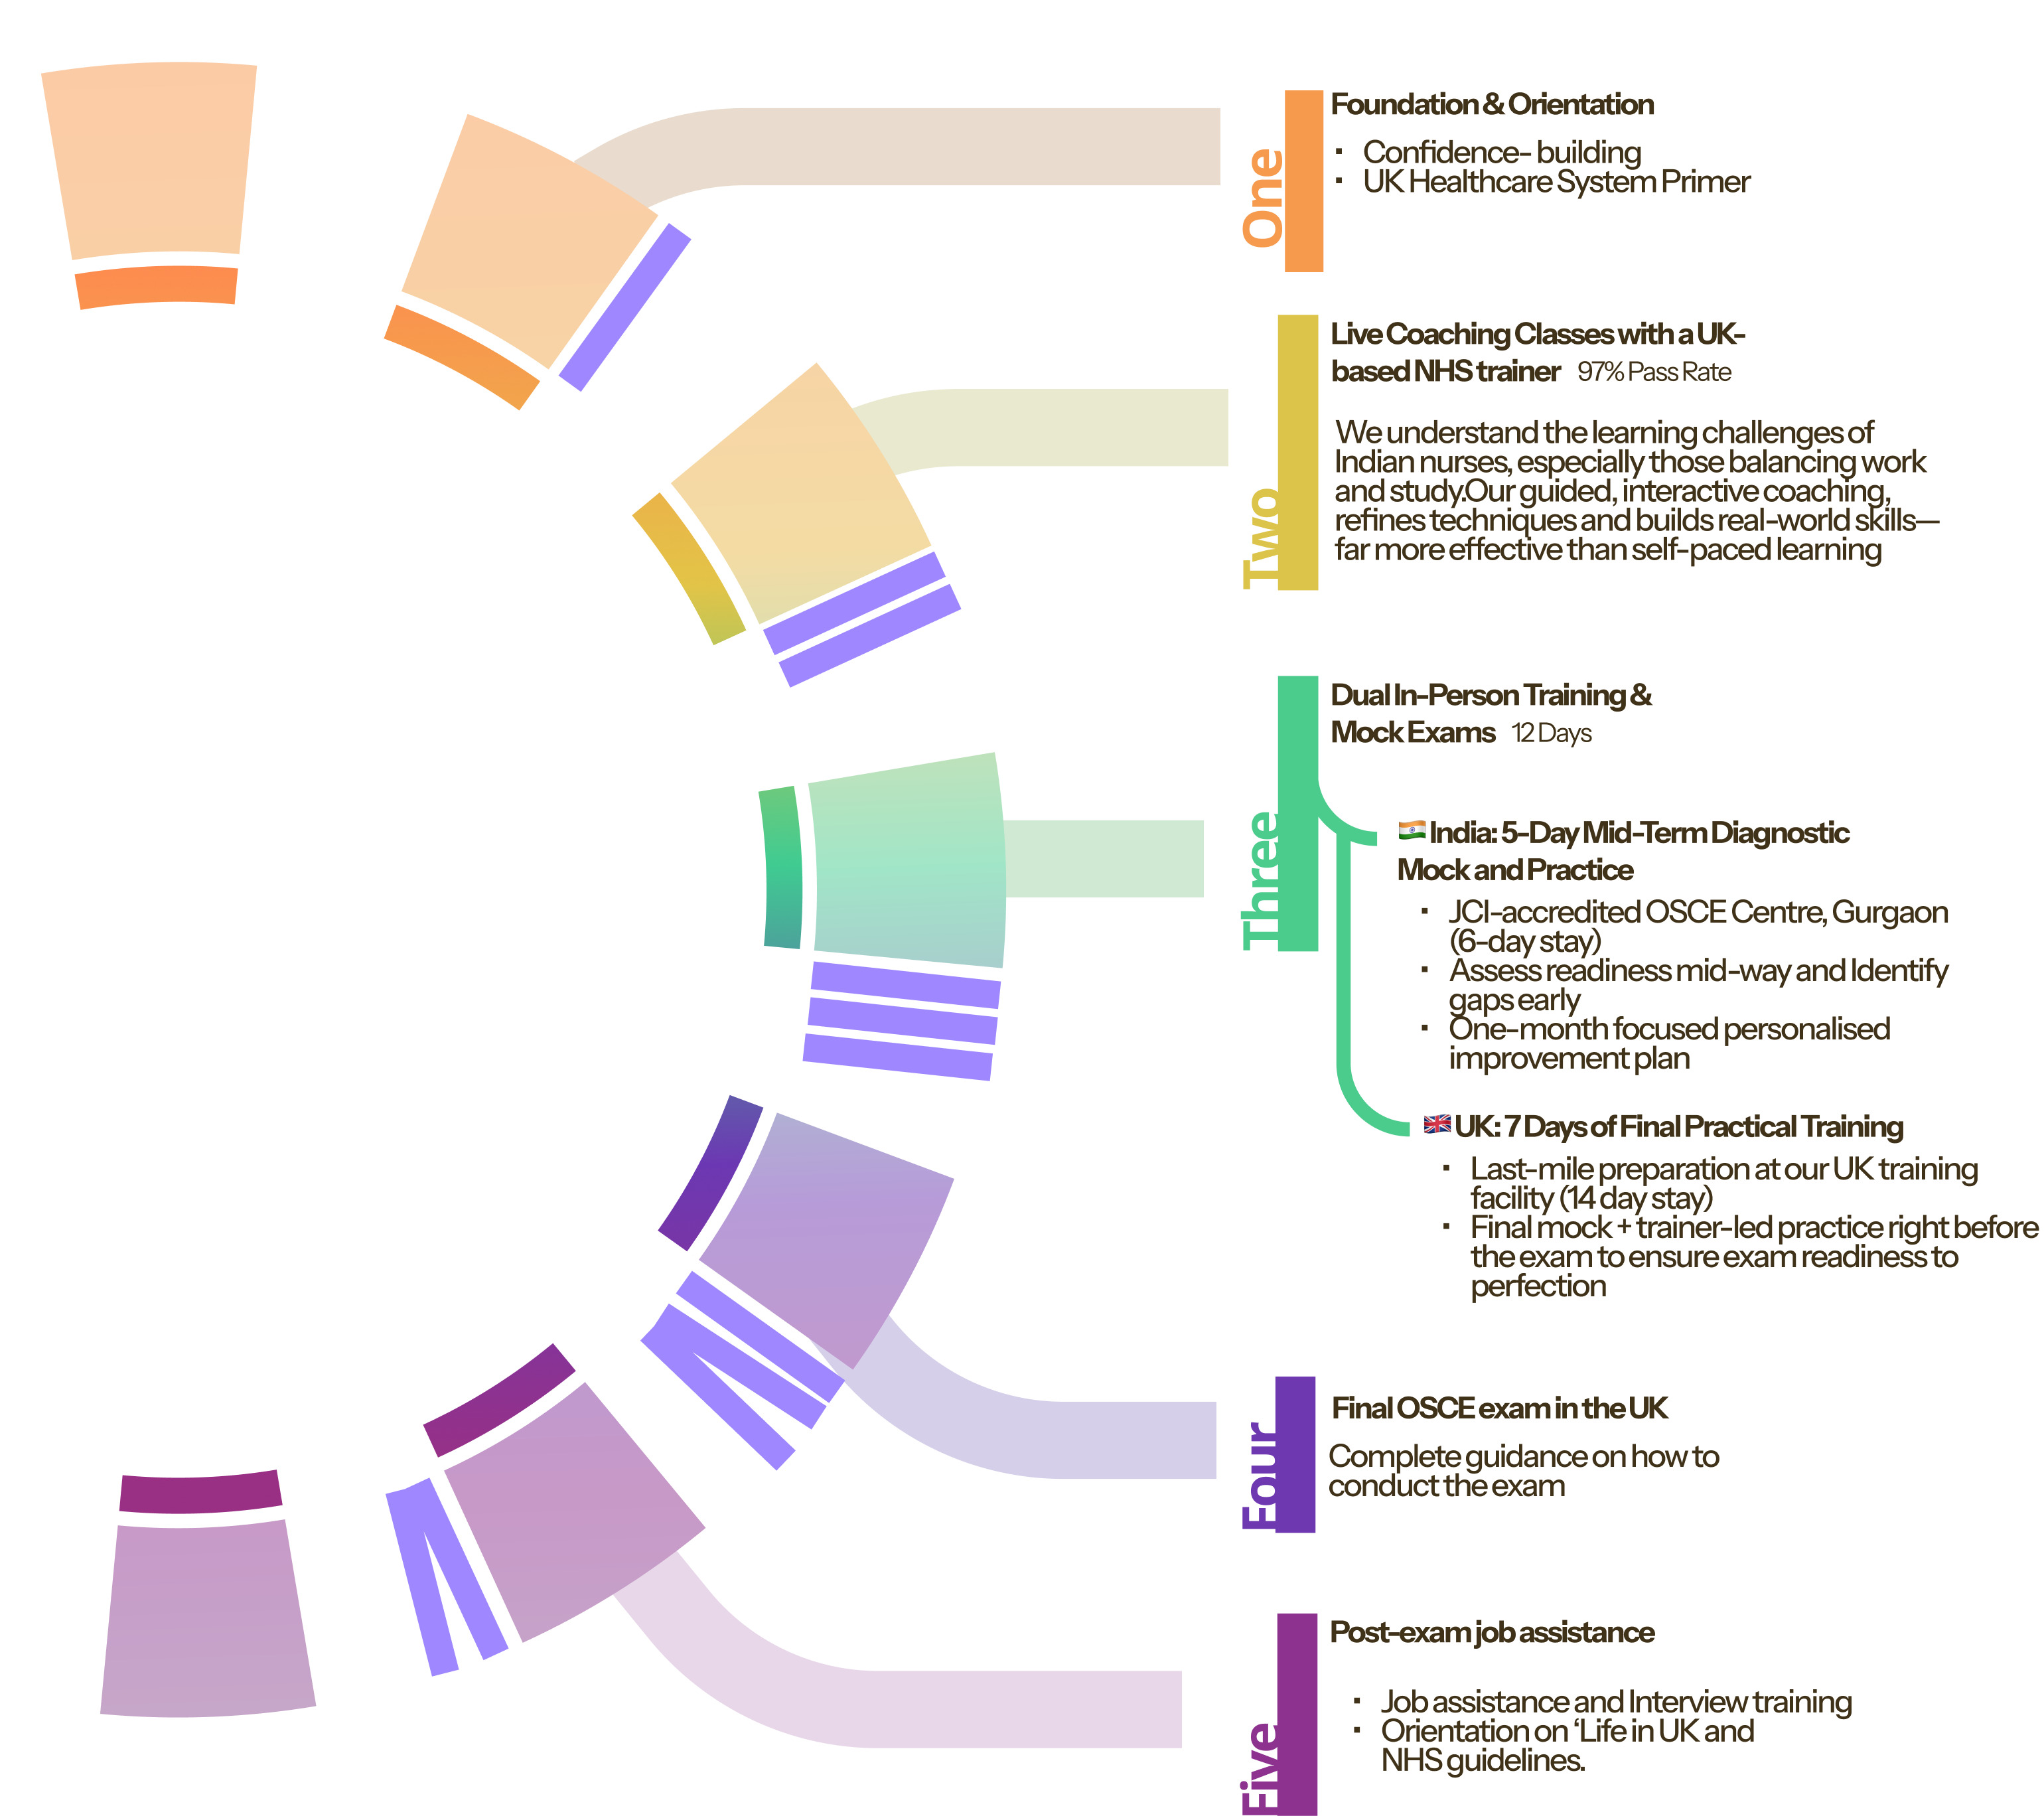 One
Foundation & Orientation
▪ Confidence- building
▪ UK Healthcare System Primer
Two
Live Coaching Classes with a UK-
based NHS trainer 97% Pass Rate
We understand the learning challenges of
Indian nurses, especially those balancing work
and study.Our guided, interactive coaching,
refines techniques and builds real-world skills—
far more effective than self-paced learning
Three
Dual In-Person Training &
Mock Exams 12 Days
🇮🇳 India: 5-Day Mid-Term Diagnostic
Mock and Practice
▪ JCI-accredited OSCE Centre, Gurgaon
(6-day stay)
▪ Assess readiness mid-way and Identify
gaps early
▪ One-month focused personalised
improvement plan
🇬🇧 UK: 7 Days of Final Practical Training
▪ Last-mile preparation at our UK training
facility (14 day stay)
▪ Final mock + trainer-led practice right before
the exam to ensure exam readiness to
perfection
Four
Final OSCE exam in the UK
Complete guidance on how to
conduct the exam
Five
Post-exam job assistance
▪ Job assistance and Interview training
▪ Orientation on ‘Life in UK and
NHS guidelines.